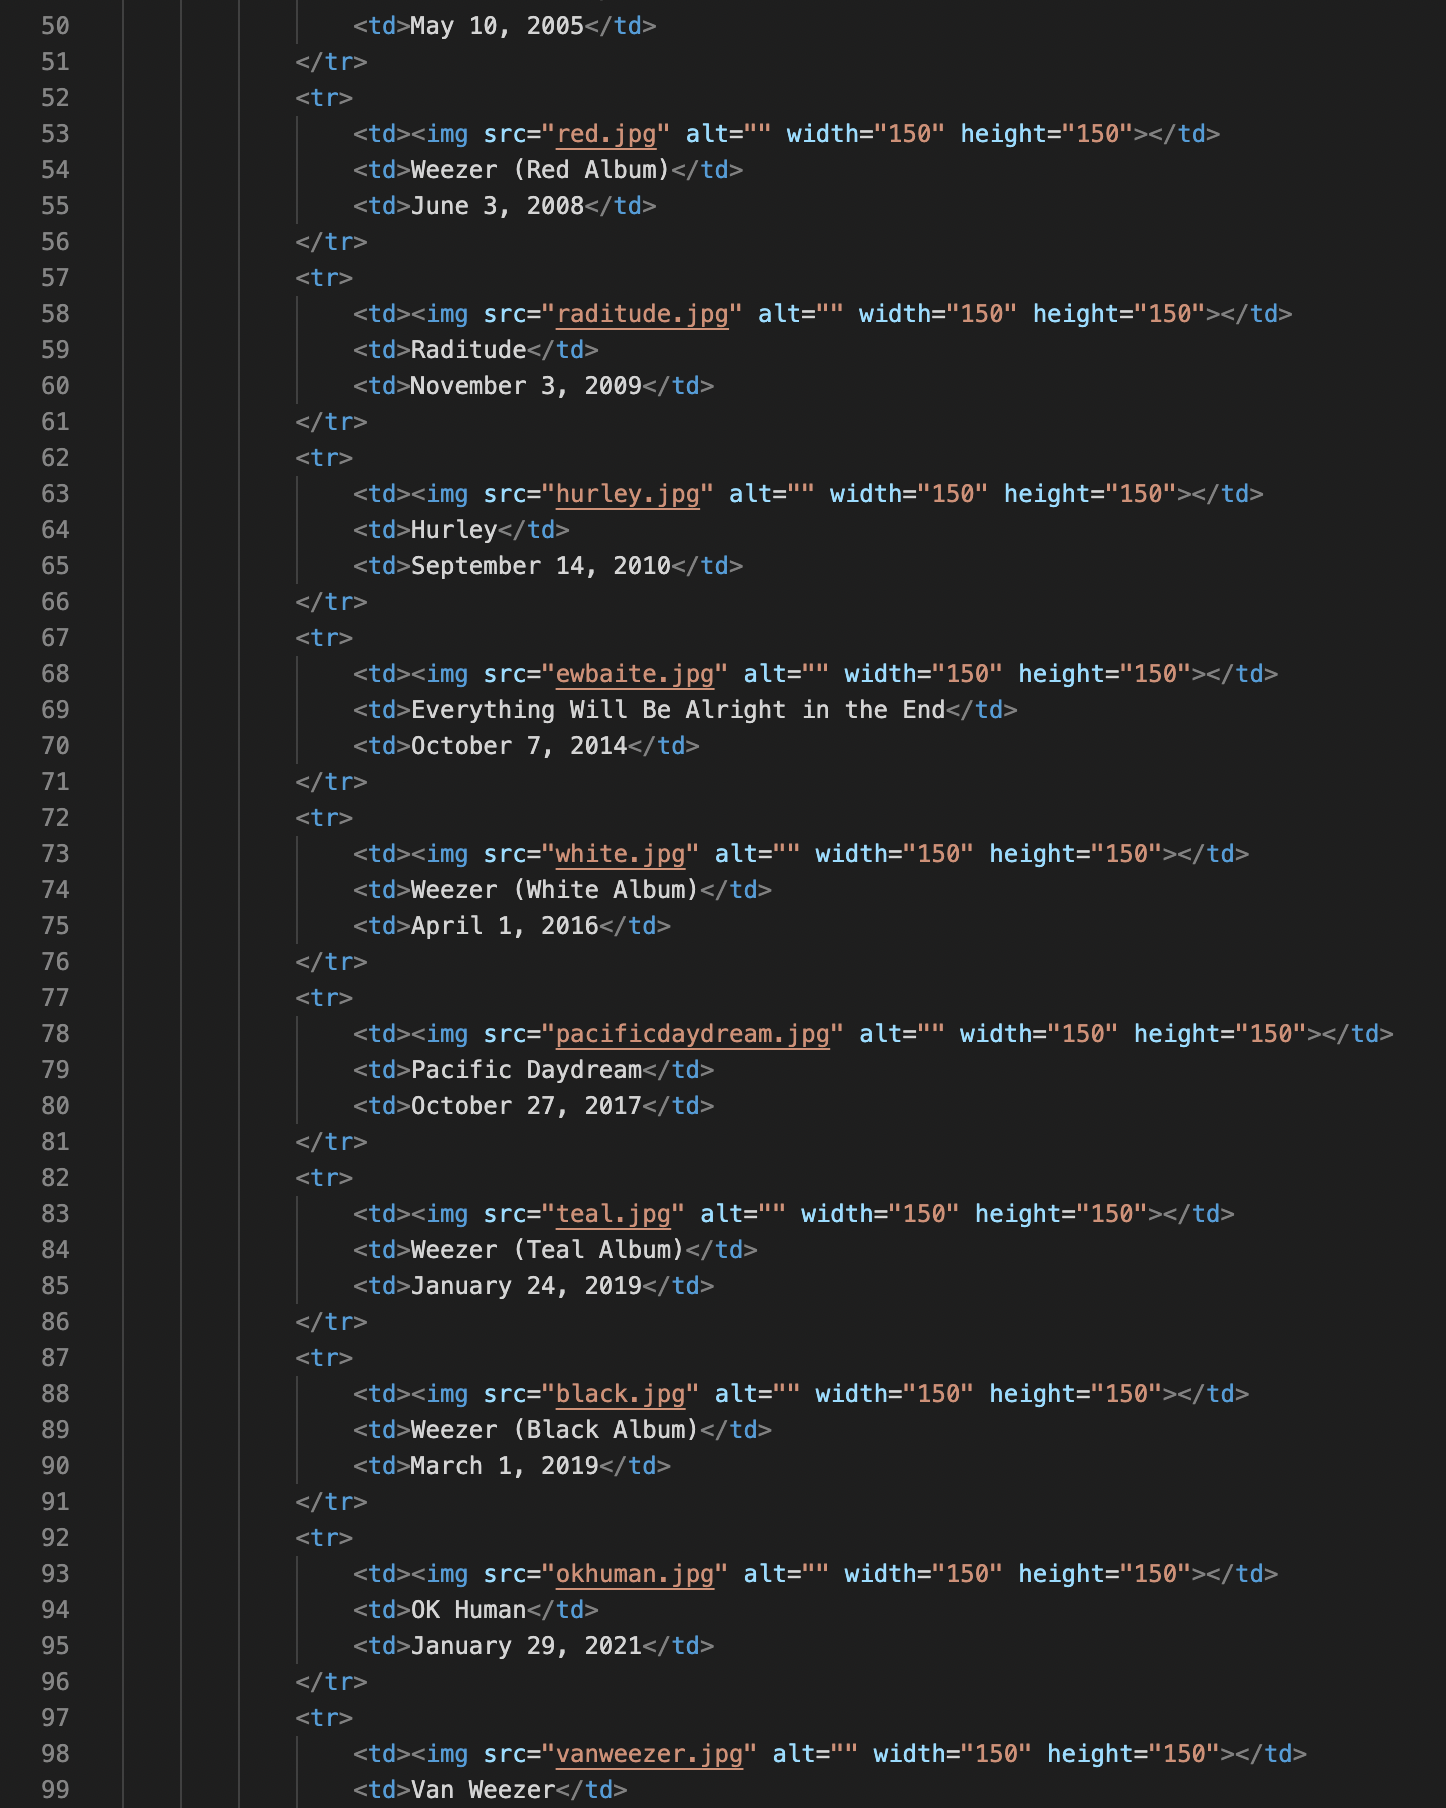 50 <td>May 10, 2005</td>
51 </tr>
52 <tr>
53 <td><img src="red.jpg" alt="" width="150" height="150"></td>
54 <td>Weezer (Red Album)</td>
55 <td>June 3, 2008</td>
56 </tr>
57 <tr>
58 <td><img src="raditude.jpg" alt="" width="150" height="150"></td>
59 <td>Raditude</td>
60 <td>November 3, 2009</td>
61 </tr>
62 <tr>
63 <td><img src="hurley.jpg" alt="" width="150" height="150"></td>
64 <td>Hurley</td>
65 <td>September 14, 2010</td>
66 </tr>
67 <tr>
68 <td><img src="ewbaite.jpg" alt="" width="150" height="150"></td>
69 <td>Everything Will Be Alright in the End</td>
70 <td>October 7, 2014</td>
71 </tr>
72 <tr>
73 <td><img src="white.jpg" alt="" width="150" height="150"></td>
74 <td>Weezer (White Album)</td>
75 <td>April 1, 2016</td>
76 </tr>
77 <tr>
78 <td><img src="pacificdaydream.jpg" alt="" width="150" height="150"></td>
79 <td>Pacific Daydream</td>
80 <td>October 27, 2017</td>
81 </tr>
82 <tr>
83 <td><img src="teal.jpg" alt="" width="150" height="150"></td>
84 <td>Weezer (Teal Album)</td>
85 <td>January 24, 2019</td>
86 </tr>
87 <tr>
88 <td><img src="black.jpg" alt="" width="150" height="150"></td>
89 <td>Weezer (Black Album)</td>
90 <td>March 1, 2019</td>
91 </tr>
92 <tr>
93 <td><img src="okhuman.jpg" alt="" width="150" height="150"></td>
94 <td>OK Human</td>
95 <td>January 29, 2021</td>
96 </tr>
97 <tr>
98 <td><img src="vanweezer.jpg" alt="" width="150" height="150"></td>
99 <td>Van Weezer</td>